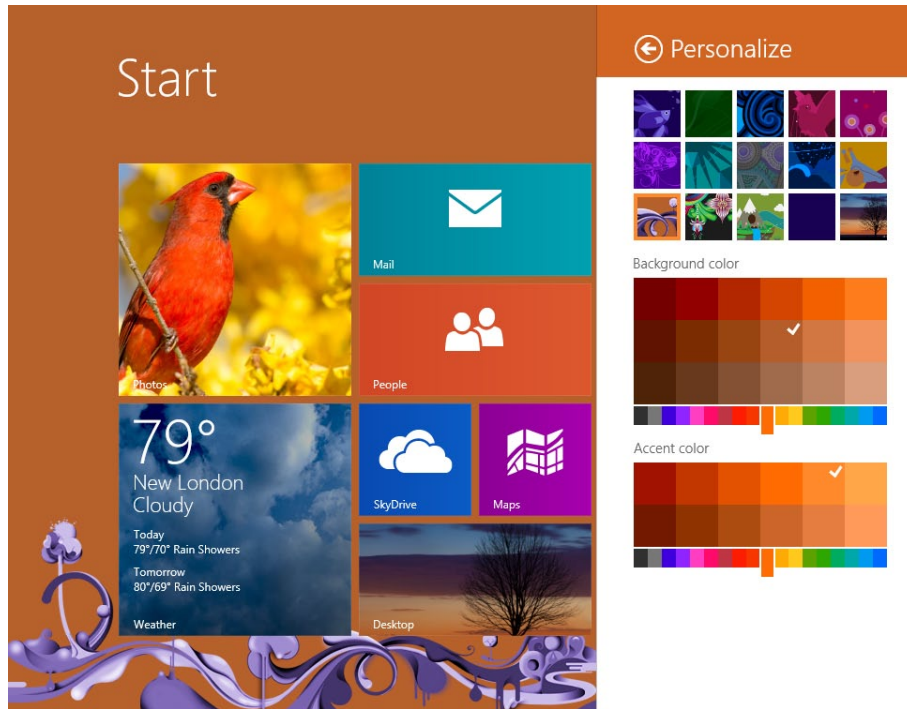 Start
Personalize
Photos
Mail
People
79°
New London
Cloudy
Today
79°/70° Rain Showers
Tomorrow
80°/69° Rain Showers
Weather
SkyDrive
Maps
Desktop
Background color
Accent color